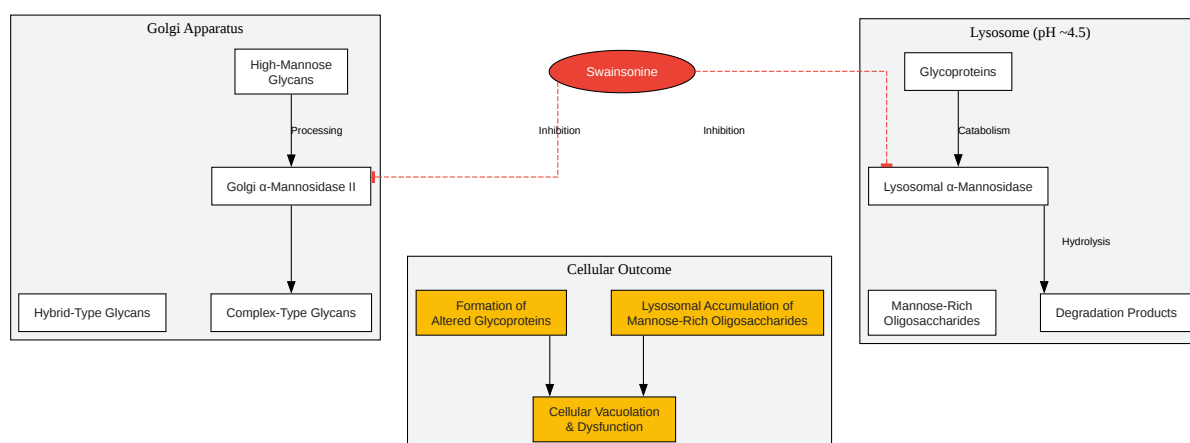 Golgi Apparatus
High-Mannose
Glycans
Processing
Golgi α-Mannosidase II
Hybrid-Type Glycans
Complex-Type Glycans
Swainsonine
Inhibition
Inhibition
Cellular Outcome
Formation of
Altered Glycoproteins
Lysosomal Accumulation of
Mannose-Rich Oligosaccharides
Cellular Vacuolation
& Dysfunction
Lysosome (pH ~4.5)
Glycoproteins
Catabolism
Lysosomal α-Mannosidase
Hydrolysis
Mannose-Rich
Oligosaccharides
Degradation Products